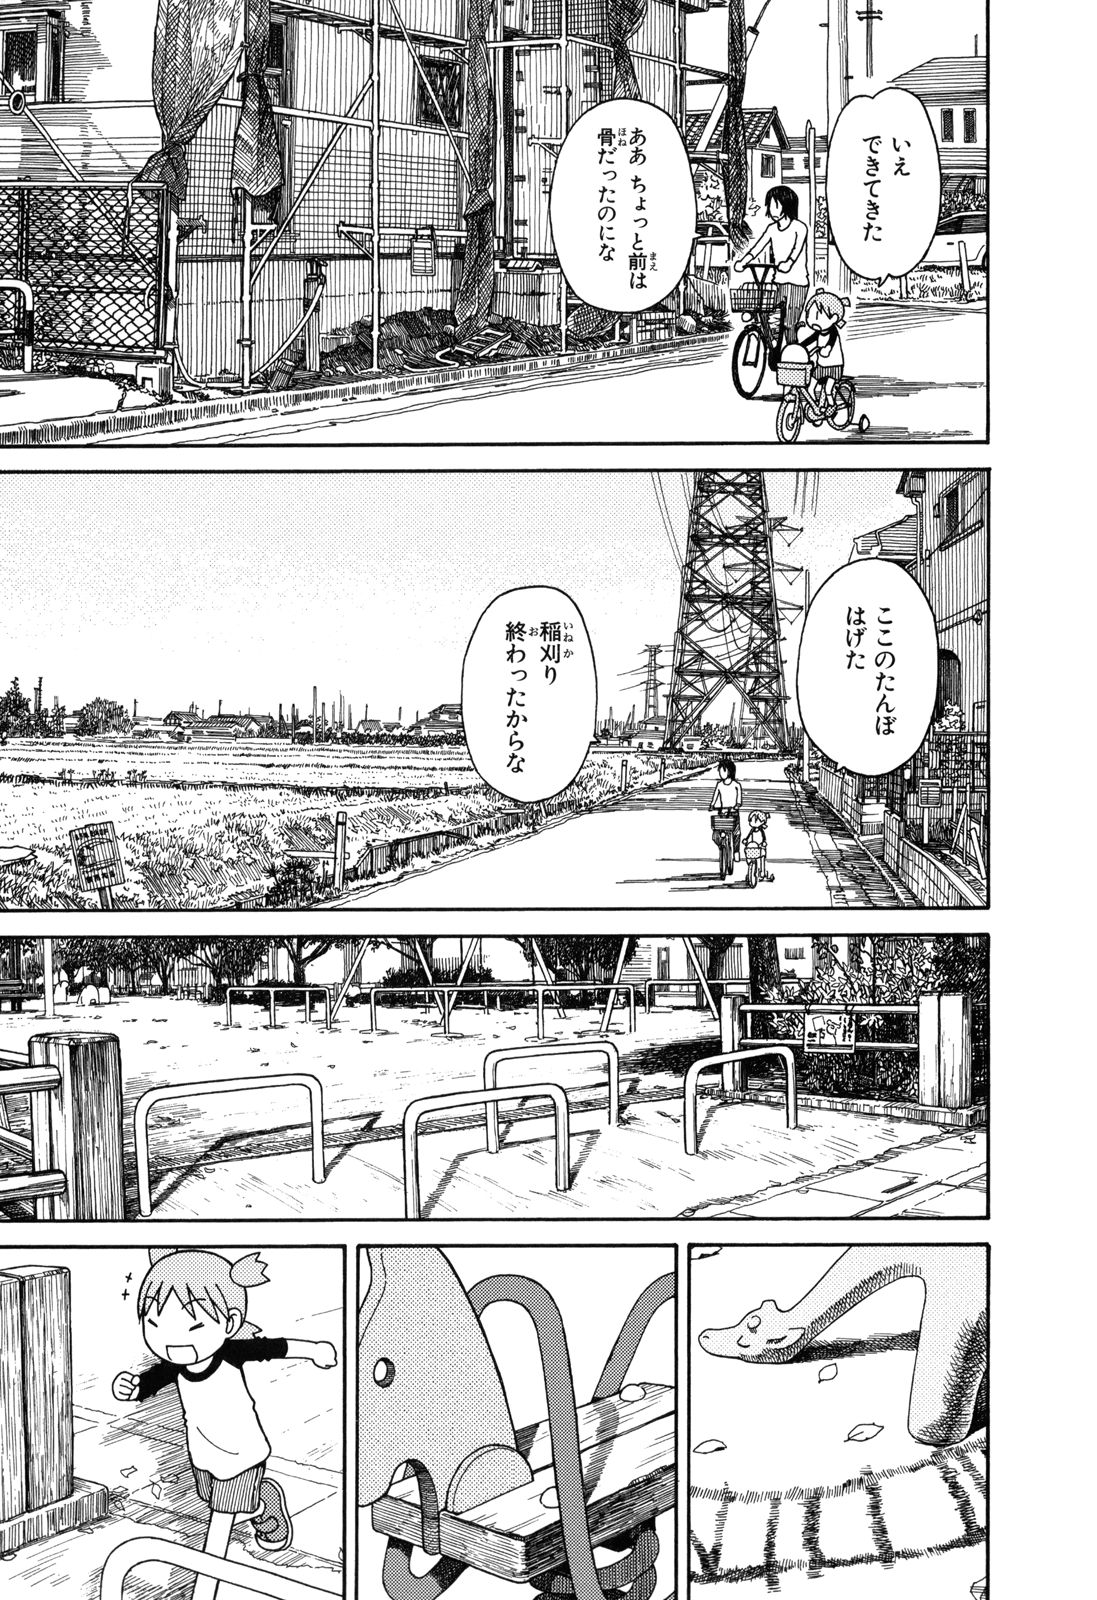 いえ
できてきた
ああ ちょっと前は
骨だったのにな
ここのたんぼ
はげた
稲刈り
終わったからな